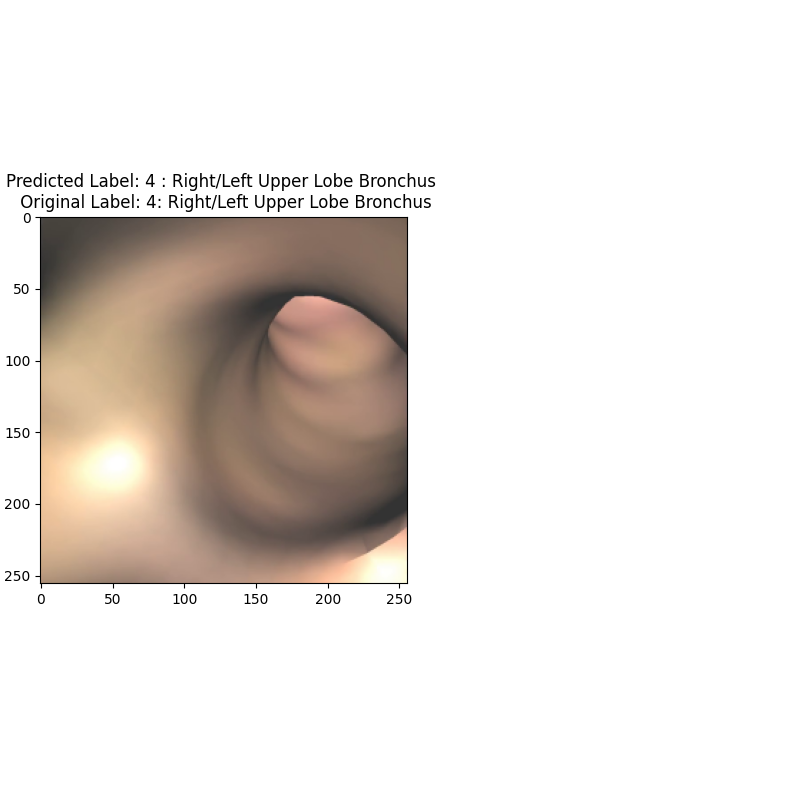 Predicted Label: 4 : Right/Left Upper Lobe Bronchus
Original Label: 4: Right/Left Upper Lobe Bronchus
0
50
100
150
200
250
0 50 100 150 200 250